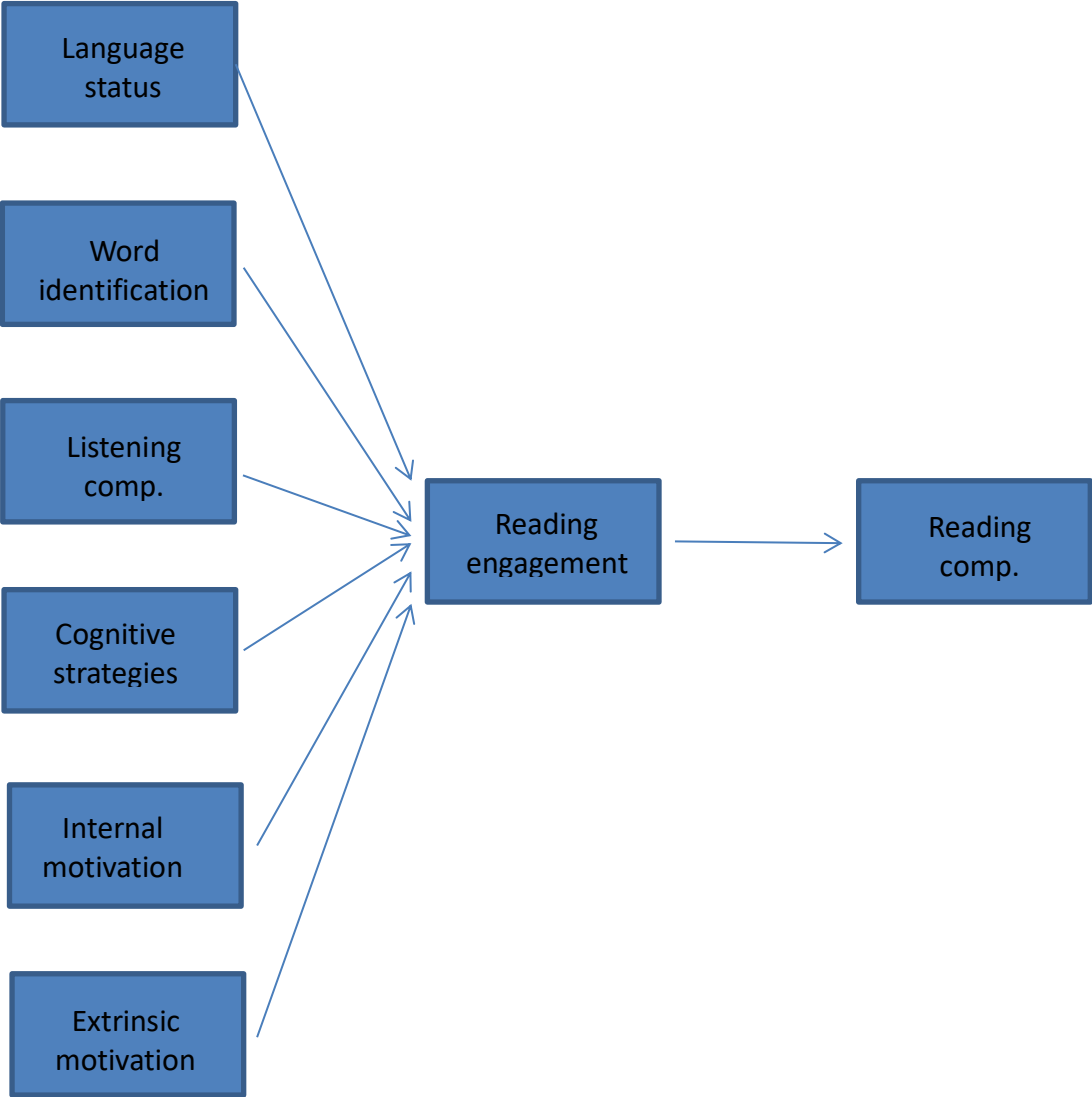 Language
status
Word
identification
Listening
comp.
Cognitive
strategies
Internal
motivation
Extrinsic
motivation
Reading
engagement
Reading
comp.